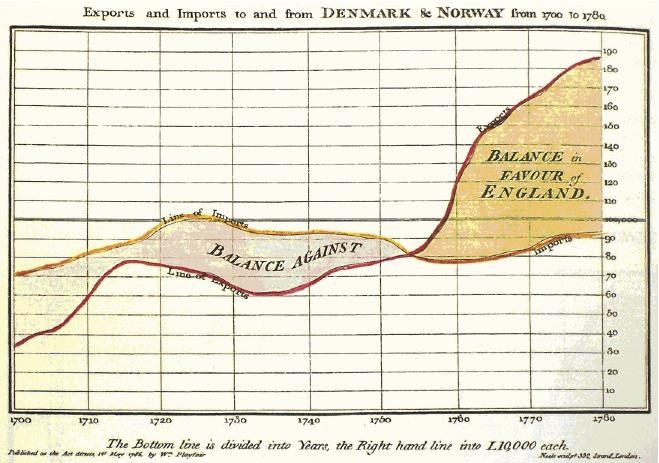 Exports and Imports to and from DENMARK & NORWAY from 1700 to 1780
190
180
170
160
150
140
130
120
110
100,000
90
80
70
60
50
40
30
20
10
Exports
BALANCE in
FAVOUR of
ENGLAND.
Line of Imports
BALANCE AGAINST
Imports
Line of Exports
1700 1710 1720 1730 1740 1750 1760 1770 1780
The Bottom line is divided into Years, the Right hand line into L10,000 each.
Published as the Act directs, 1st May 1786, by Wm Playfair
Neele sculpt 352, Strand, London.